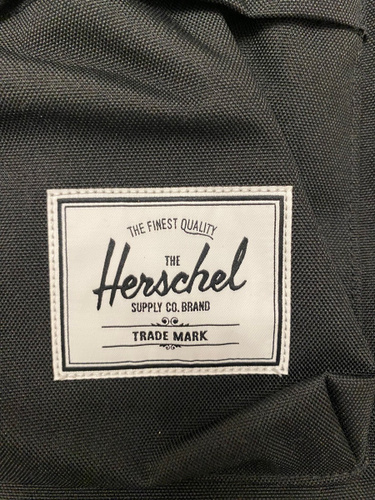 THE FINEST QUALITY
THE
Herschel
SUPPLY CO. BRAND
TRADE MARK